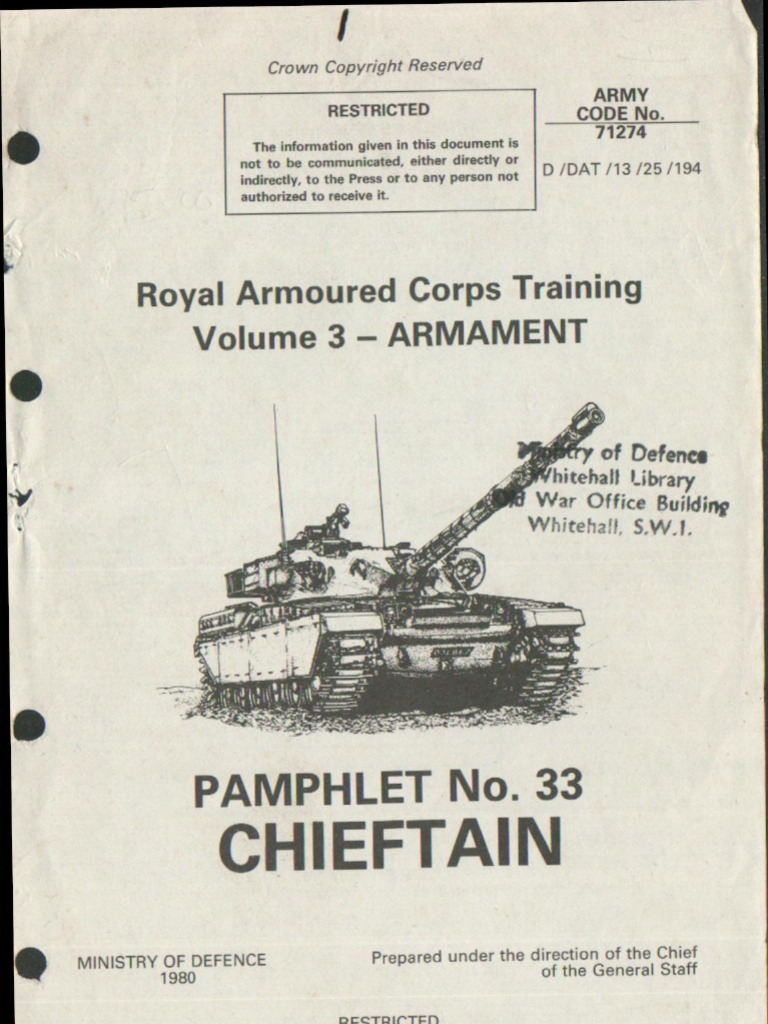 1
Crown Copyright Reserved
RESTRICTED
The information given in this document is
not to be communicated, either directly or
indirectly, to the Press or to any person not
authorized to receive it.
ARMY
CODE No.
71274
D /DAT /13 /25 /194
Royal Armoured Corps Training
Volume 3 – ARMAMENT
Ministry of Defence
Whitehall Library
Old War Office Building
Whitehall, S.W.1.
PAMPHLET No. 33
CHIEFTAIN
MINISTRY OF DEFENCE
1980
Prepared under the direction of the Chief
of the General Staff
RESTRICTED